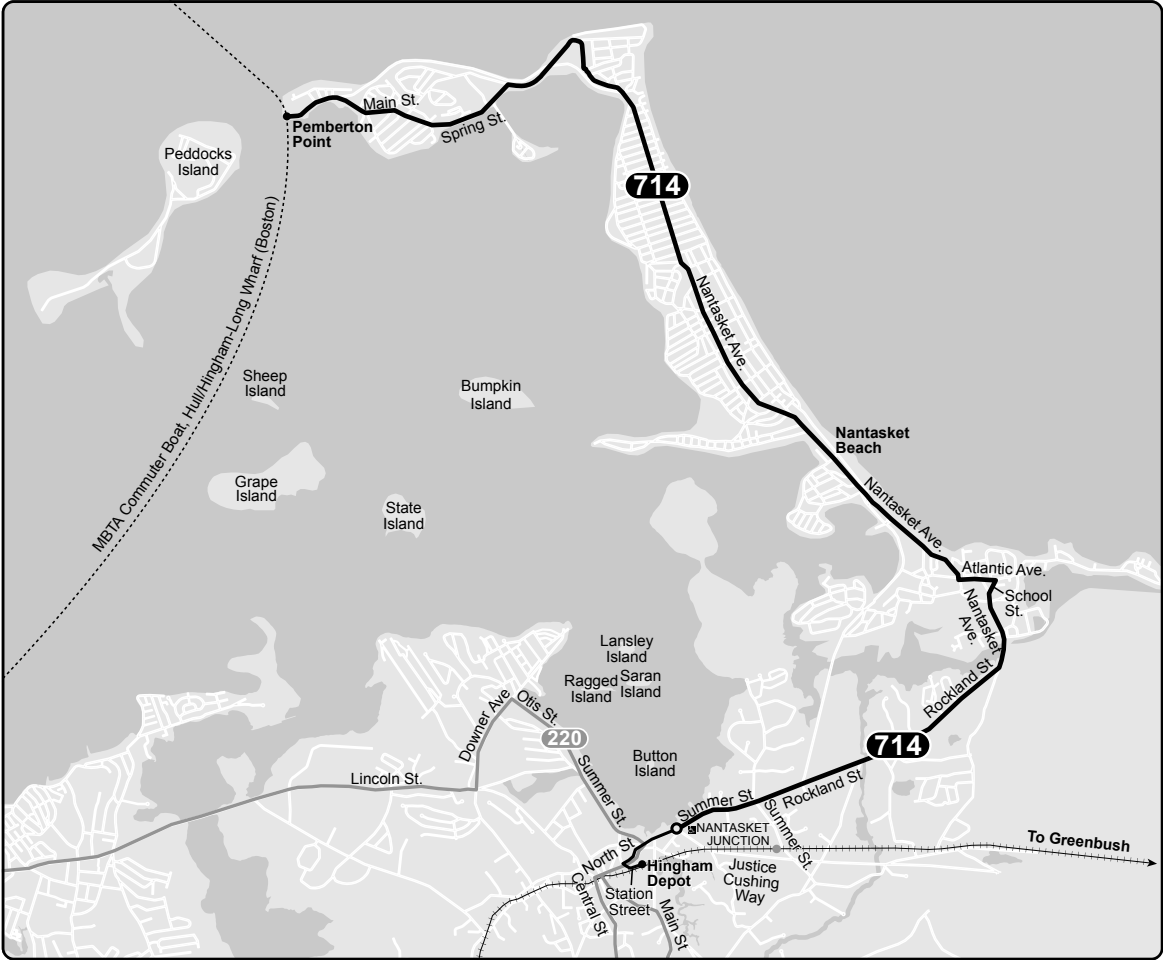 Main St.
Spring St.
Pemberton
Point
Peddocks
Island
714
MBTA Commuter Boat, Hull/Hingham-Long Wharf (Boston)
Nantasket Ave.
Sheep
Island
Bumpkin
Island
Nantasket
Beach
Grape
Island
State
Island
Nantasket Ave.
Atlantic Ave.
School
St.
Nantasket
Ave.
Lansley
Island
Ragged
Island
Saran
Island
Rockland St
Downer Ave
Otis St.
220
714
Button
Island
Lincoln St.
Summer St.
Summer St
Rockland St
Summer St.
NANTASKET
JUNCTION
North St
To Greenbush
Hingham
Depot
Justice
Cushing
Way
Station
Street
Central St
Main St